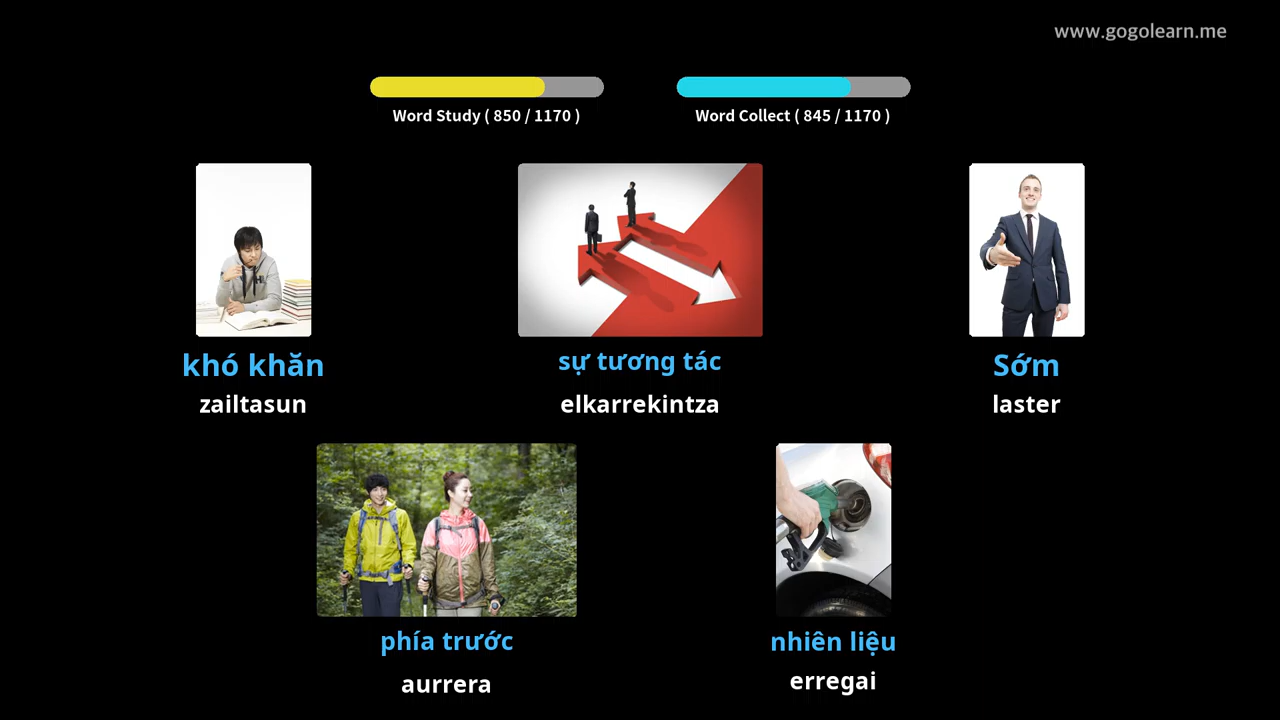 www.gogolearn.me
Word Study ( 850 / 1170 )
Word Collect ( 845 / 1170 )
khó khăn
zailtasun
sự tương tác
elkarrekintza
Sớm
laster
phía trước
aurrera
nhiên liệu
erregai